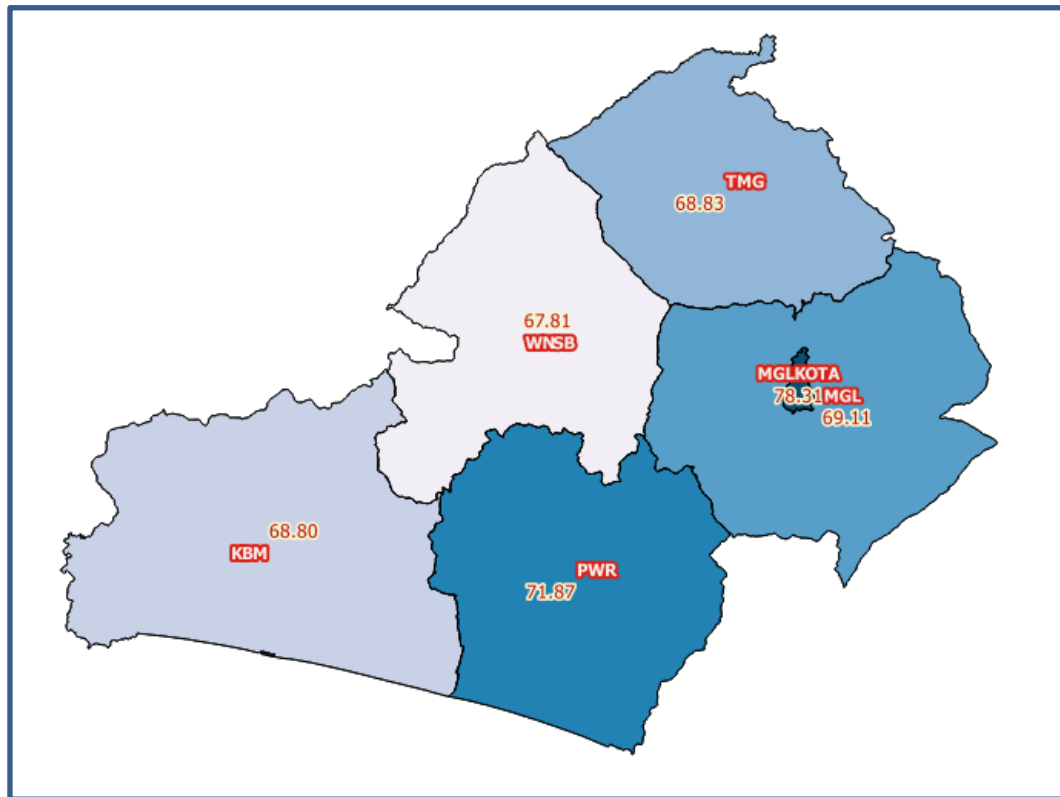 TMG
68.83
67.81
WNSB
MGLKOTA
78.31
MGL
69.11
68.80
KBM
PWR
71.87